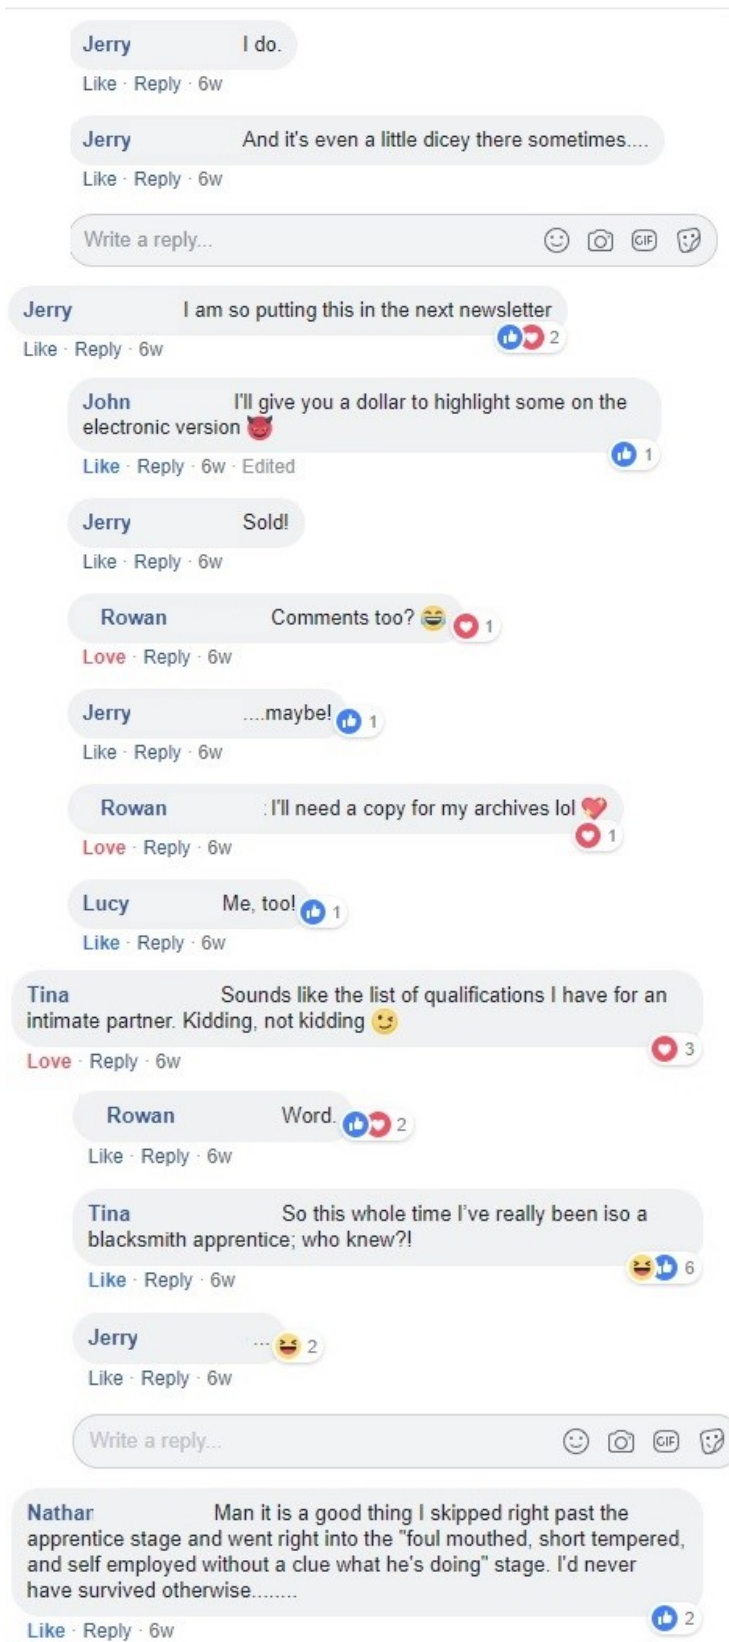 Jerry I do.
Like · Reply · 6w
Jerry And it's even a little dicey there sometimes....
Like · Reply · 6w
Write a reply...
GIF
Jerry I am so putting this in the next newsletter
2
Like · Reply · 6w
John I'll give you a dollar to highlight some on the
electronic version 😈
1
Like · Reply · 6w · Edited
Jerry Sold!
Like · Reply · 6w
Rowan Comments too? 😂 1
Love · Reply · 6w
Jerry ....maybe! 1
Like · Reply · 6w
Rowan : I'll need a copy for my archives lol 💖
1
Love · Reply · 6w
Lucy Me, too! 1
Like · Reply · 6w
Tina Sounds like the list of qualifications I have for an
intimate partner. Kidding, not kidding 😉
3
Love · Reply · 6w
Rowan Word. 2
Like · Reply · 6w
Tina So this whole time I've really been iso a
blacksmith apprentice; who knew?!
6
Like · Reply · 6w
Jerry ... 2
Like · Reply · 6w
Write a reply...
GIF
Nathan Man it is a good thing I skipped right past the
apprentice stage and went right into the "foul mouthed, short tempered,
and self employed without a clue what he's doing" stage. I'd never
have survived otherwise........
2
Like · Reply · 6w